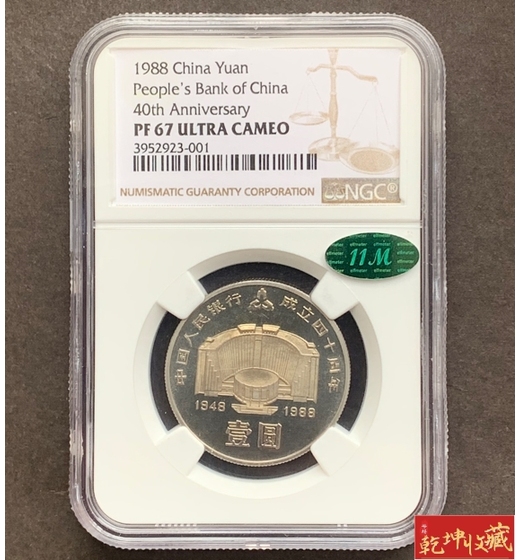 1988 China Yuan
People's Bank of China
40th Anniversary
PF 67 ULTRA CAMEO
3952923-001
NUMISMATIC GUARANTY CORPORATION
NGC®
11M
中国人民银行 成立四十周年
1948 1988
壹圆
乾坤收藏